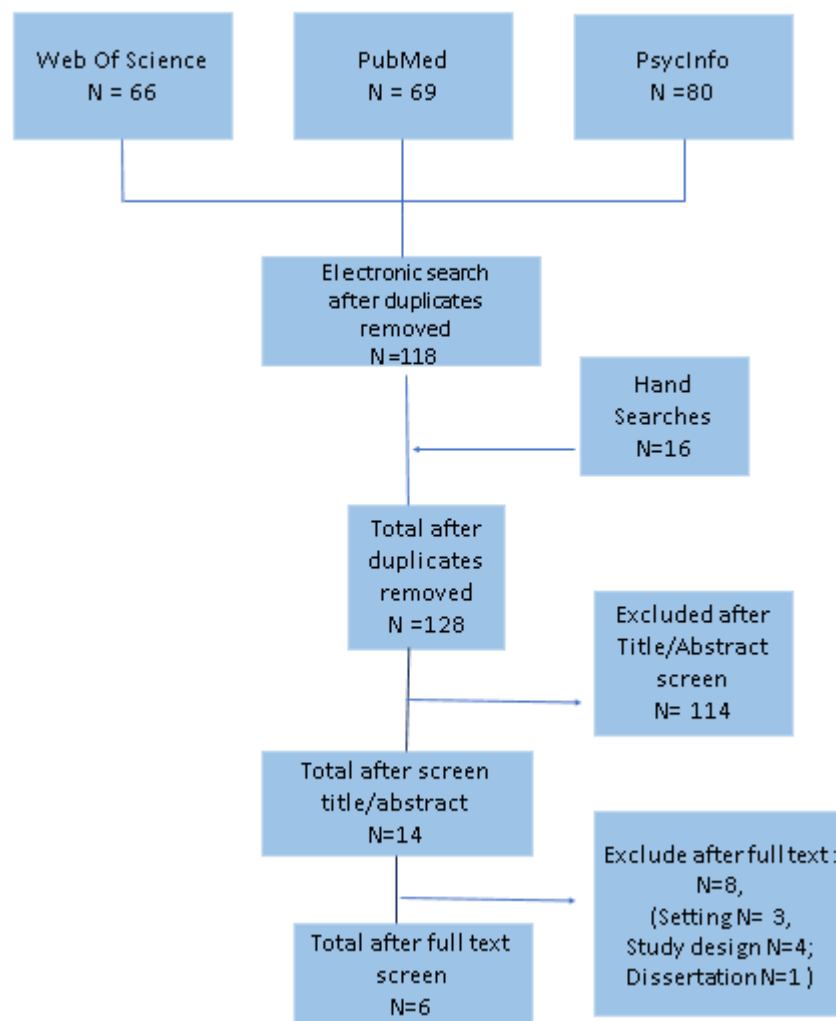 Web Of Science
N = 66
PubMed
N = 69
PsycInfo
N =80
Electronic search
after duplicates
removed
N=118
Hand
Searches
N=16
Total after
duplicates
removed
N =128
Excluded after
Title/Abstract
screen
N= 114
Total after screen
title/abstract
N=14
Exclude after full text :
N=8,
(Setting N= 3,
Study design N=4;
Dissertation N=1 )
Total after full text
screen
N=6